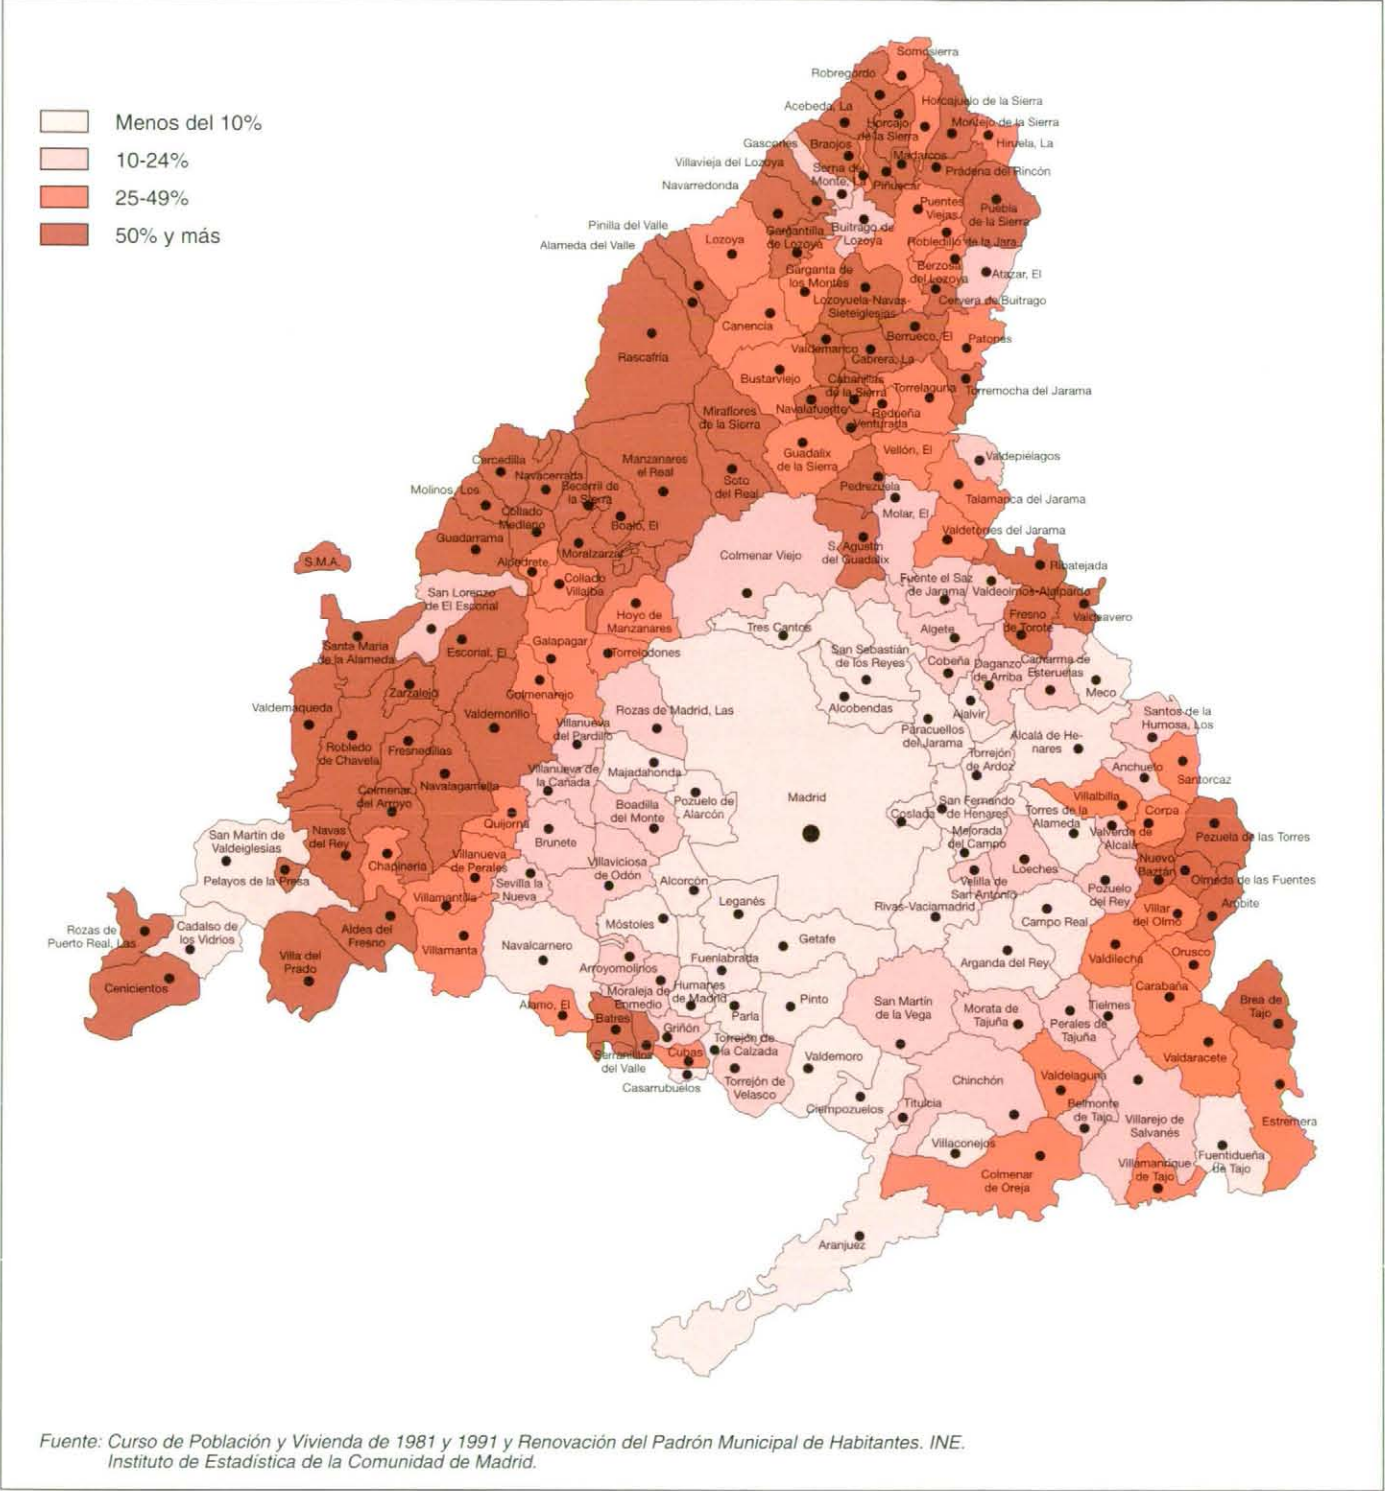 Menos del 10%
10-24%
25-49%
50% y más
Somosierra
Robregordo
Horcajuelo de la Sierra
Acebeda, La
Horcajo
de la Sierra
Montejo de la Sierra
Hiruela, La
Gascones
Braojos
Madarcos
Villavieja del Lozoya
Serna del
Monte, La
Prádena del Rincón
Piñuécar
Navarredonda
Puentes
Viejas
Puebla
de la Sierra
Pinilla del Valle
Gargantilla
de Lozoya
Buitrago de
Lozoya
Alameda del Valle
Lozoya
Robledillo de la Jara
Berzosa
del Lozoya
Atazar, El
Garganta de
los Montes
Lozoyuela-Navas-
Sieteiglesias
Cervera de Buitrago
Canencia
Berrueco, El
Patones
Rascafría
Valdemanco
Cabrera, La
Bustarviejo
Cabanillas
de la Sierra
Torrelaguna
Torremocha del Jarama
Miraflores
de la Sierra
Navalafuente
Redueña
Venturada
Guadalix
de la Sierra
Vellón, El
Valdepiélagos
Cercedilla
Navacerrada
Manzanares
el Real
Soto
del Real
Becerril de
la Sierra
Pedrezuela
Molinos, Los
Talamanca del Jarama
Collado
Mediano
Boalo, El
Molar, El
Guadarrama
Valdetorres del Jarama
Moralzarzal
Colmenar Viejo
S. Agustín
del Guadalix
S.M.A.
Alpedrete
Ribatejada
Collado
Villalba
San Lorenzo
de El Escorial
Fuente el Saz
de Jarama
Valdeolmos-Alalpardo
Hoyo de
Manzanares
Fresno
de Torote
Valdeavero
Tres Cantos
Algete
Santa María
de la Alameda
Escorial, El
Galapagar
Torrelodones
San Sebastián
de los Reyes
Cobeña
Daganzo
de Arriba
Camarma de
Esteruelas
Zarzalejo
Colmenarejo
Meco
Valdemaqueda
Valdemorillo
Rozas de Madrid, Las
Alcobendas
Ajalvir
Santos de la
Humosa, Los
Villanueva
del Pardillo
Paracuellos
del Jarama
Alcalá de He-
nares
Robledo
de Chavela
Fresnedillas
Torrejón
de Ardoz
Villanueva de
la Cañada
Majadahonda
Anchuelo
Santorcaz
Navalagamella
Colmenar
del Arroyo
Madrid
Villalbilla
Boadilla
del Monte
Pozuelo de
Alarcón
San Fernando
de Henares
Torres de la
Alameda
Corpa
Coslada
Quijorna
San Martín de
Valdeiglesias
Navas
del Rey
Mejorada
del Campo
Valverde de
Alcalá
Pezuela de las Torres
Brunete
Chapinería
Villanueva
de Perales
Villaviciosa
de Odón
Loeches
Nuevo
Baztán
Pelayos de la Presa
Sevilla la
Nueva
Alcorcón
Velilla de
San Antonio
Pozuelo
del Rey
Olmeda de las Fuentes
Villamantilla
Leganés
Rivas-Vaciamadrid
Campo Real
Villar
del Olmo
Ambite
Rozas de
Puerto Real, Las
Cadalso de
los Vidrios
Aldea del
Fresno
Móstoles
Villa del
Prado
Villamanta
Navalcarnero
Getafe
Valdilecha
Orusco
Arroyomolinos
Fuenlabrada
Arganda del Rey
Cenicientos
Moraleja de
Enmedio
Humanes
de Madrid
Carabaña
Álamo, El
Pinto
San Martín
de la Vega
Morata de
Tajuña
Tielmes
Brea de
Tajo
Batres
Parla
Perales de
Tajuña
Griñón
Torrejón de
la Calzada
Serranillos
del Valle
Cubas
Valdemoro
Valdaracete
Casarrubuelos
Torrejón de
Velasco
Chinchón
Valdelaguna
Ciempozuelos
Titulcia
Belmonte
de Tajo
Villarejo de
Salvanés
Estremera
Villaconejos
Fuentidueña
de Tajo
Colmenar
de Oreja
Villamanrique
de Tajo
Aranjuez
Fuente: Curso de Población y Vivienda de 1981 y 1991 y Renovación del Padrón Municipal de Habitantes. INE.
Instituto de Estadística de la Comunidad de Madrid.